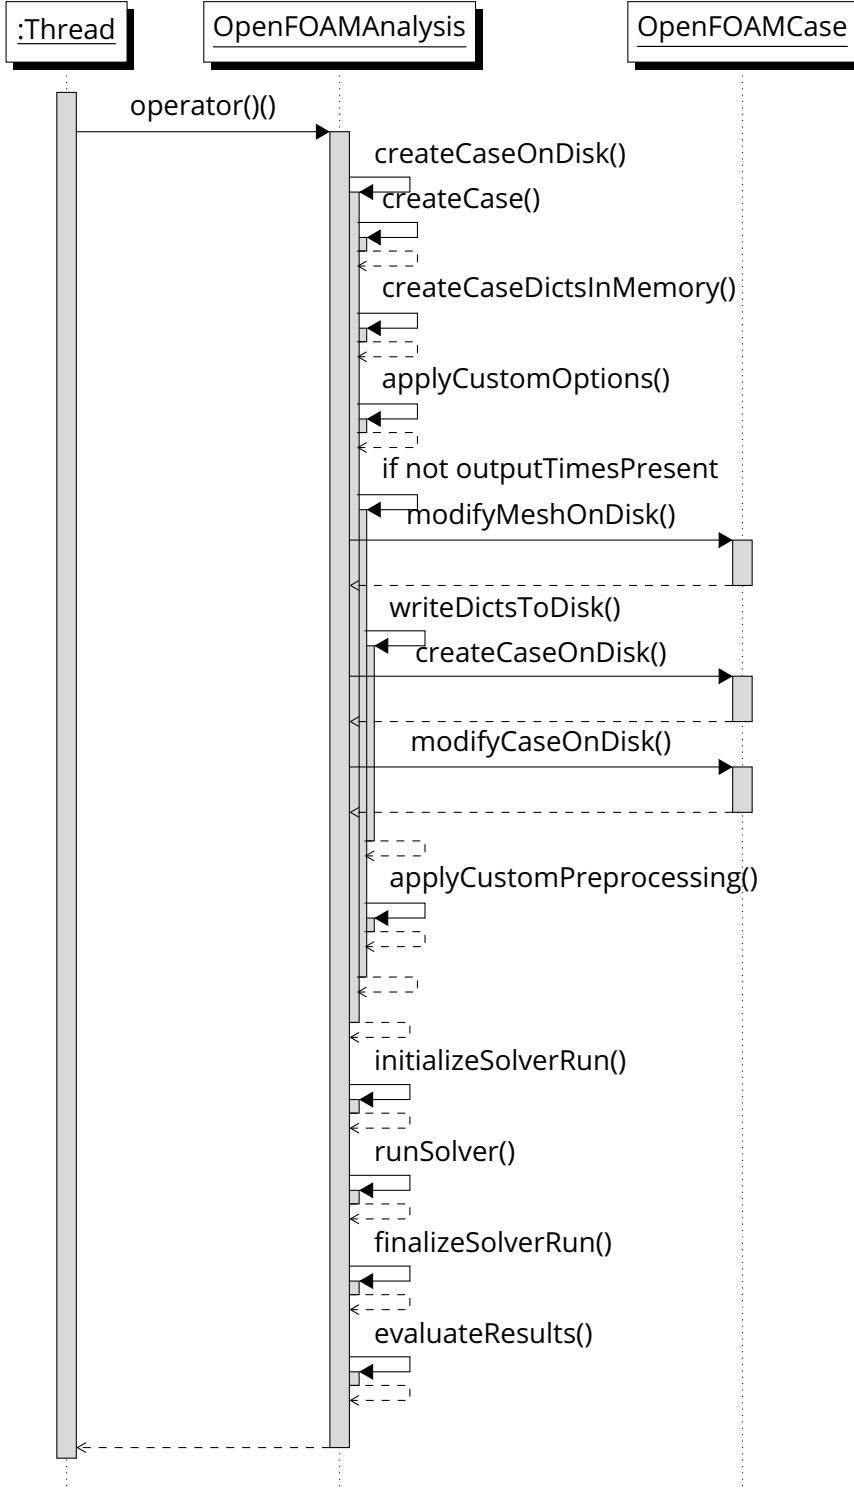 :Thread
OpenFOAMAnalysis
OpenFOAMCase
operator()()
createCaseOnDisk()
createCase()
createCaseDictsInMemory()
applyCustomOptions()
if not outputTimesPresent
modifyMeshOnDisk()
writeDictsToDisk()
createCaseOnDisk()
modifyCaseOnDisk()
applyCustomPreprocessing()
initializeSolverRun()
runSolver()
finalizeSolverRun()
evaluateResults()